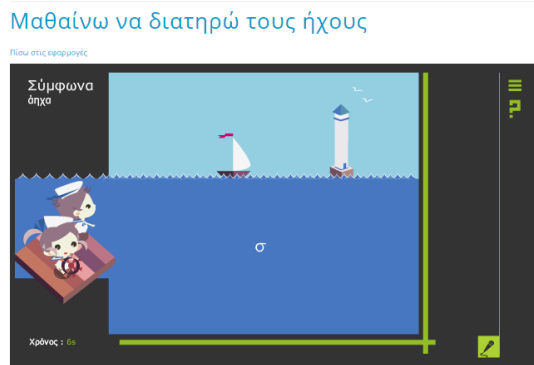 Μαθαίνω να διατηρώ τους ήχους
Πίσω στις εφαρμογές
Σύμφωνα
άηχα
σ
Χρόνος : 6s